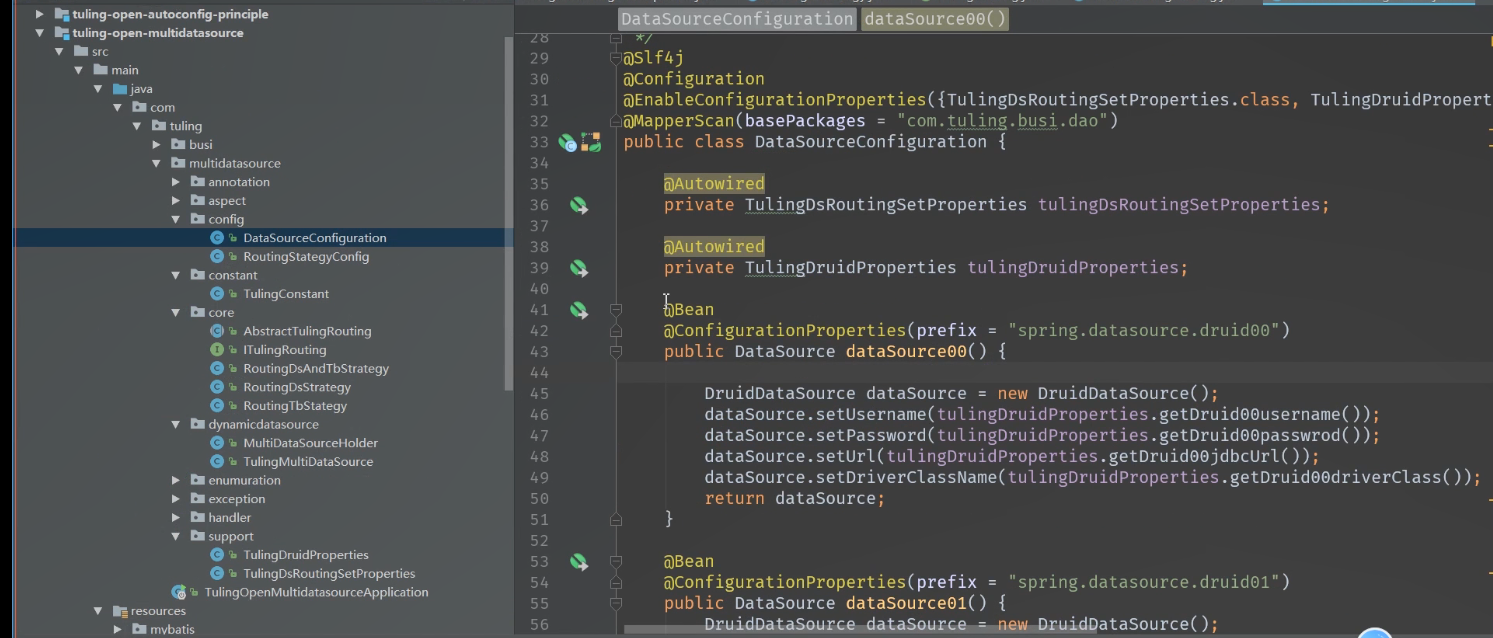 tuling-open-autoconfig-principle
tuling-open-multidatasource
src
main
java
com
tuling
busi
multidatasource
annotation
aspect
config
DataSourceConfiguration
RoutingStategyConfig
constant
TulingConstant
core
AbstractTulingRouting
ITulingRouting
RoutingDsAndTbStrategy
RoutingDsStrategy
RoutingTbStategy
dynamicdatasource
MultiDataSourceHolder
TulingMultiDataSource
enumuration
exception
handler
support
TulingDruidProperties
TulingDsRoutingSetProperties
TulingOpenMultidatasourceApplication
resources
mybatis
DataSourceConfiguration dataSource00()
28 */
29 @Slf4j
30 @Configuration
31 @EnableConfigurationProperties({TulingDsRoutingSetProperties.class, TulingDruidPropert
32 @MapperScan(basePackages = "com.tuling.busi.dao")
33 public class DataSourceConfiguration {
34
35 @Autowired
36 private TulingDsRoutingSetProperties tulingDsRoutingSetProperties;
37
38 @Autowired
39 private TulingDruidProperties tulingDruidProperties;
40
41 @Bean
42 @ConfigurationProperties(prefix = "spring.datasource.druid00")
43 public DataSource dataSource00() {
44
45 DruidDataSource dataSource = new DruidDataSource();
46 dataSource.setUsername(tulingDruidProperties.getDruid00username());
47 dataSource.setPassword(tulingDruidProperties.getDruid00passwrod());
48 dataSource.setUrl(tulingDruidProperties.getDruid00jdbcUrl());
49 dataSource.setDriverClassName(tulingDruidProperties.getDruid00driverClass());
50 return dataSource;
51 }
52
53 @Bean
54 @ConfigurationProperties(prefix = "spring.datasource.druid01")
55 public DataSource dataSource01() {
56 DruidDataSource dataSource = new DruidDataSource();